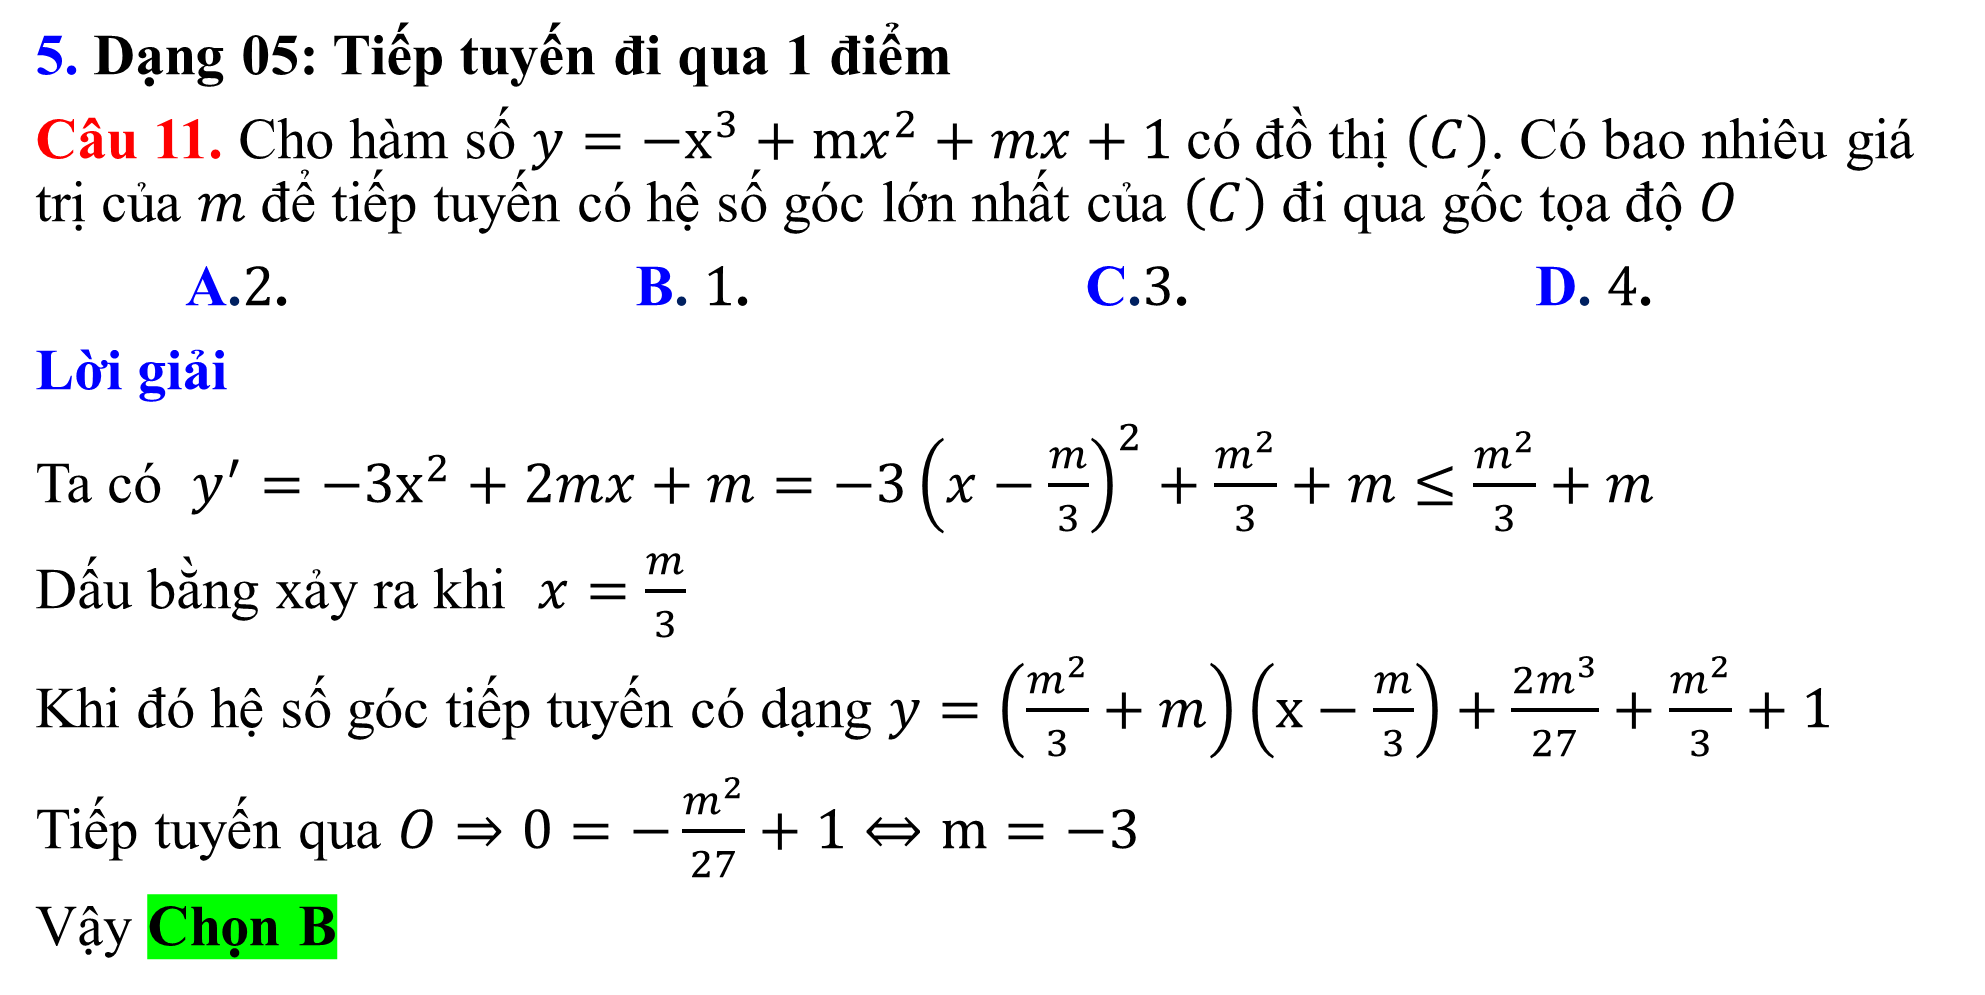 5. Dạng 05: Tiếp tuyến đi qua 1 điểm
Câu 11. Cho hàm số y = −x³ + mx² + mx + 1 có đồ thị (C). Có bao nhiêu giá
trị của m để tiếp tuyến có hệ số góc lớn nhất của (C) đi qua gốc tọa độ O
A.2. B. 1. C.3. D. 4.
Lời giải
Ta có y′ = −3x² + 2mx + m = −3(x − m/3)² + m²/3 + m ≤ m²/3 + m
Dấu bằng xảy ra khi x = m/3
Khi đó hệ số góc tiếp tuyến có dạng y = (m²/3 + m)(x − m/3) + 2m³/27 + m²/3 + 1
Tiếp tuyến qua O ⇒ 0 = −m²/27 + 1 ⇔ m = −3
Vậy Chọn B